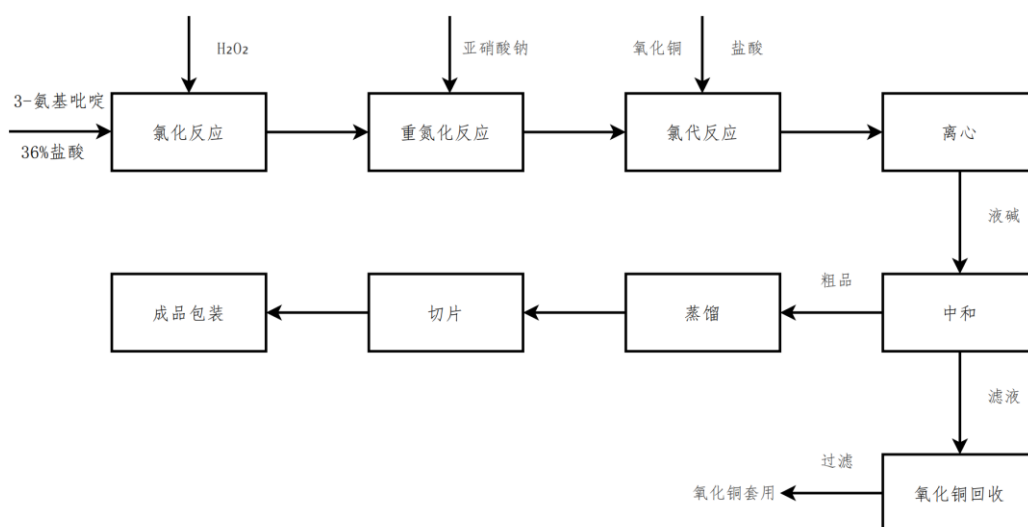 H₂O₂
亚硝酸钠
氧化铜 盐酸
3-氨基吡啶
36%盐酸
氯化反应
重氮化反应
氯代反应
离心
液碱
粗品
成品包装
切片
蒸馏
中和
滤液
过滤
氧化铜套用
氧化铜回收